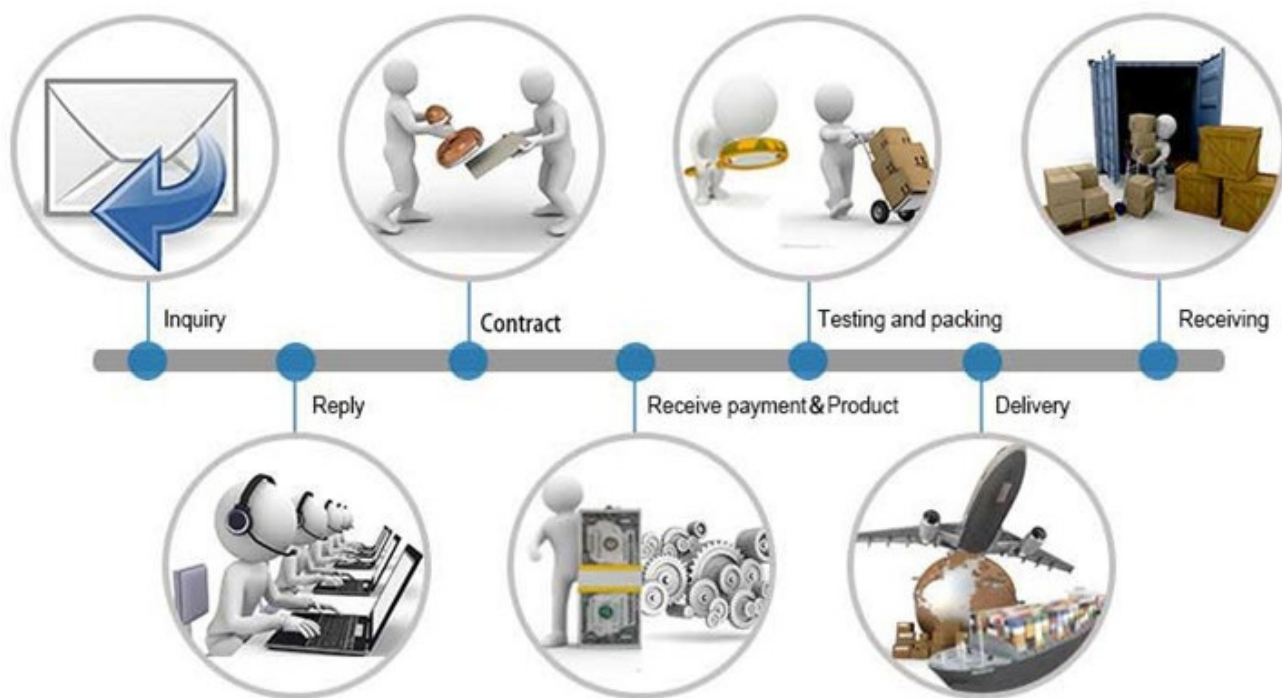 Inquiry
Contract
Testing and packing
Receiving
Reply
Receive payment&Product
Delivery